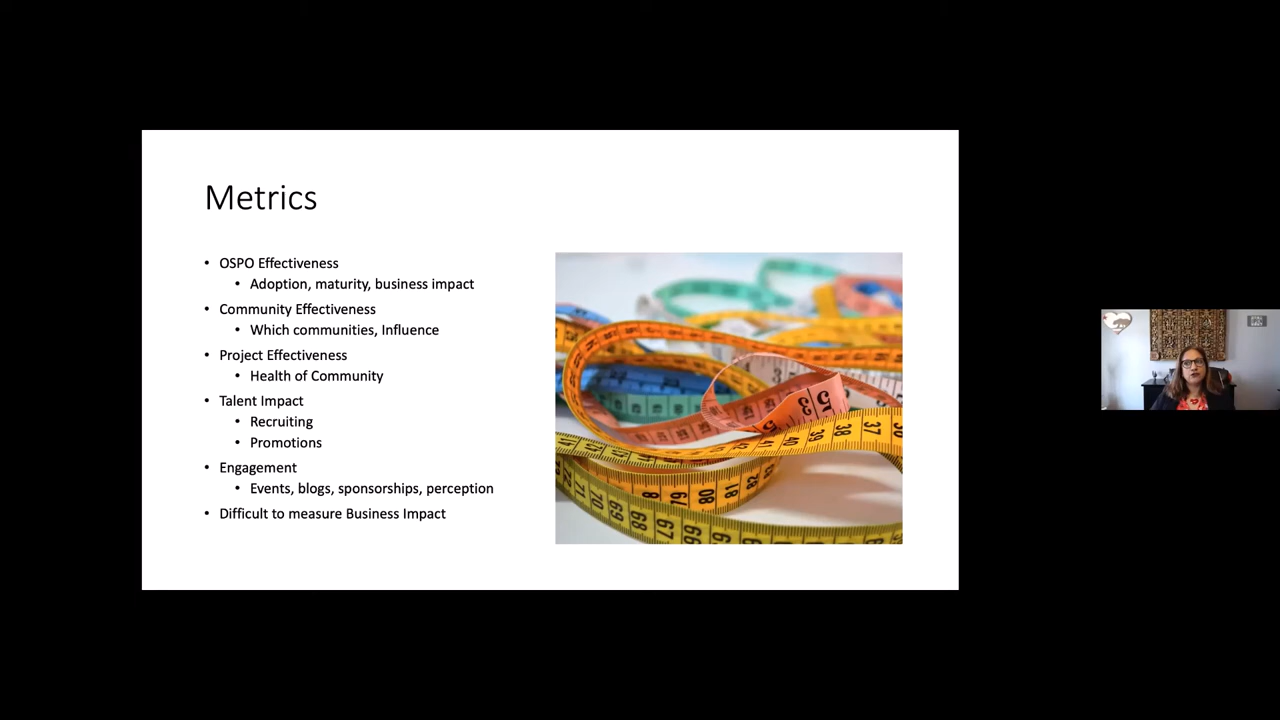 Metrics
• OSPO Effectiveness
• Adoption, maturity, business impact
• Community Effectiveness
• Which communities, Influence
• Project Effectiveness
• Health of Community
• Talent Impact
• Recruiting
• Promotions
• Engagement
• Events, blogs, sponsorships, perception
• Difficult to measure Business Impact